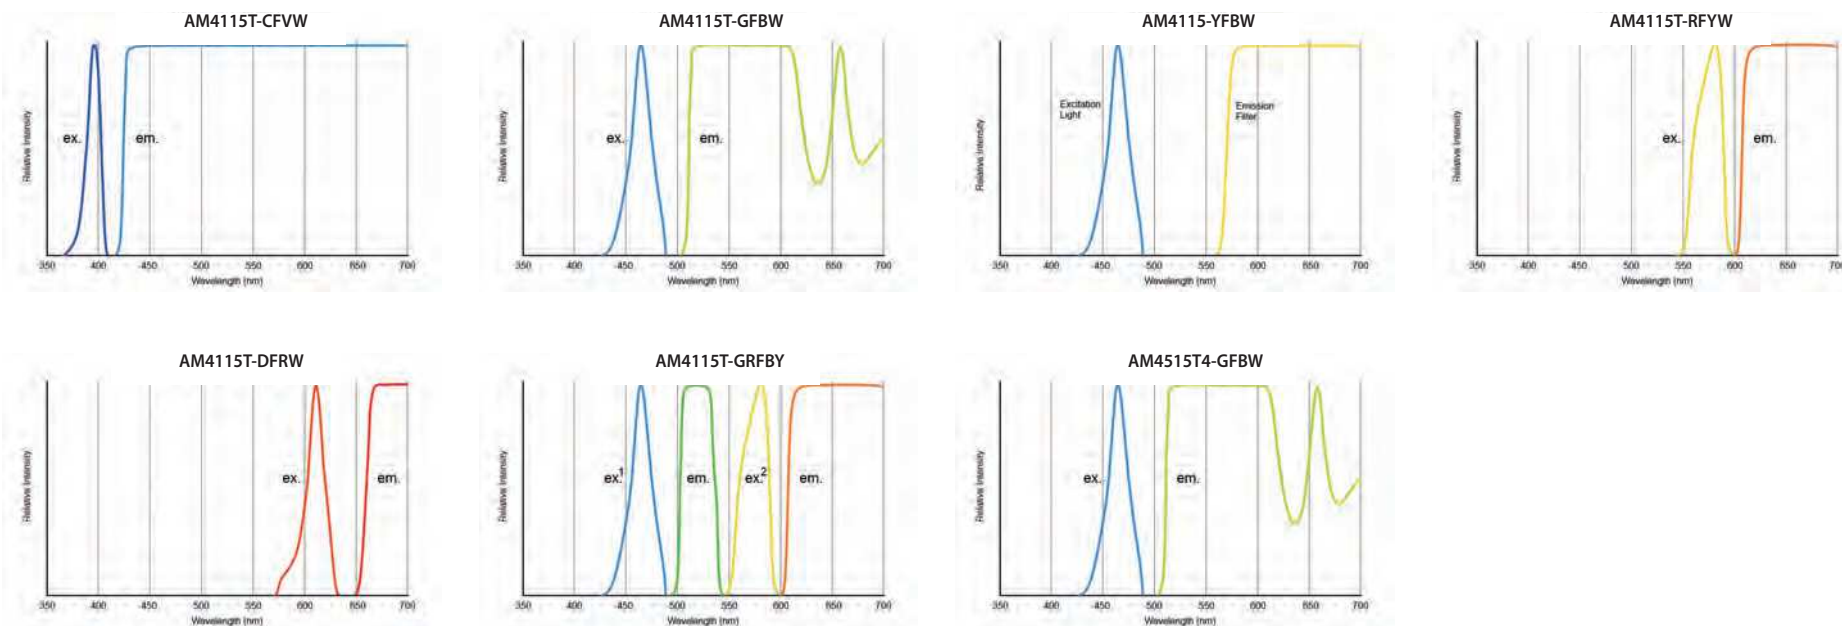 AM4115T-CFVW
Relative Intensity
ex.
em.
350 400 450 500 550 600 650 700
Wavelength (nm)
AM4115T-GFBW
Relative Intensity
ex.
em.
350 400 450 500 550 600 650 700
Wavelength (nm)
AM4115-YFBW
Relative Intensity
Excitation
Light
Emission
Filter
350 400 450 500 550 600 650 700
Wavelength (nm)
AM4115T-RFYW
Relative Intensity
ex.
em.
350 400 450 500 550 600 650 700
Wavelength (nm)
AM4115T-DFRW
Relative Intensity
ex.
em.
350 400 450 500 550 600 650 700
Wavelength (nm)
AM4115T-GRFBY
Relative Intensity
ex.¹
em.
ex.²
em.
350 400 450 500 550 600 650 700
Wavelength (nm)
AM4515T4-GFBW
Relative Intensity
ex.
em.
350 400 450 500 550 600 650 700
Wavelength (nm)